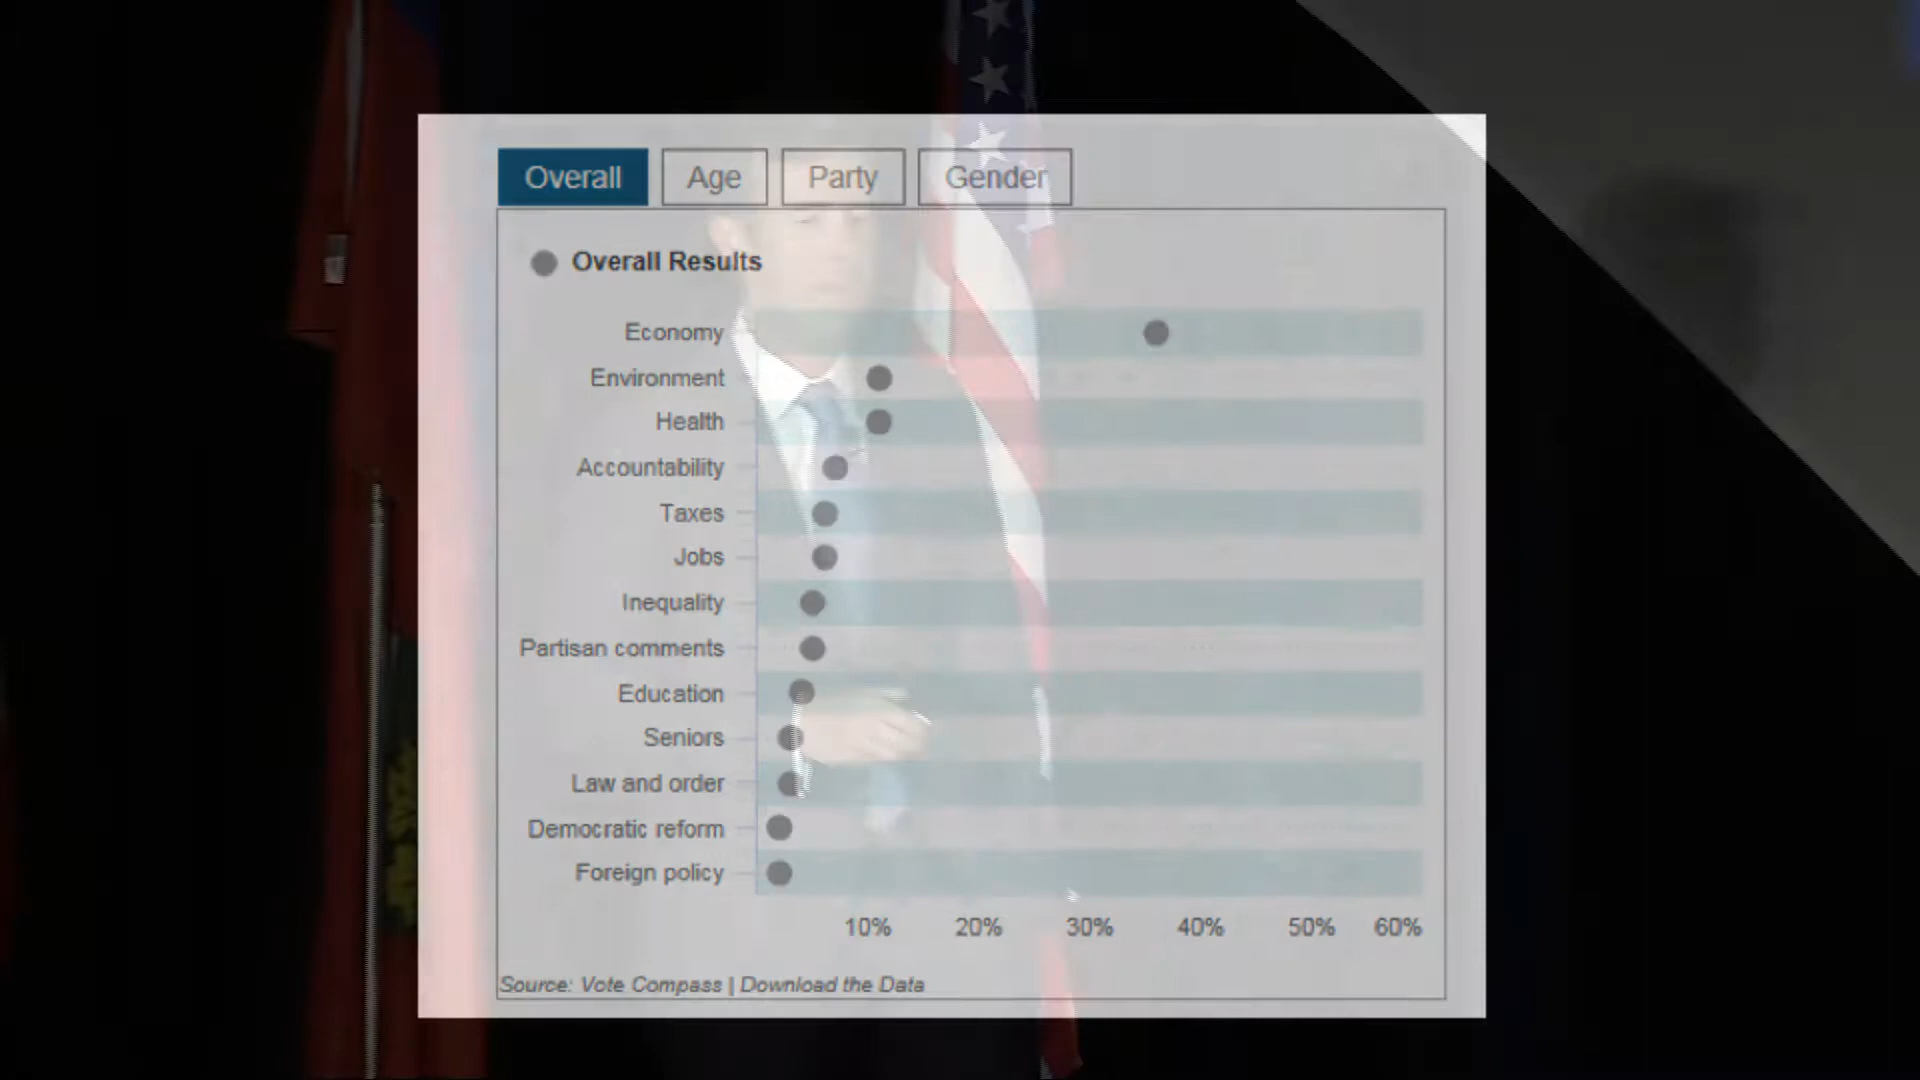 Overall Age Party Gender
Overall Results
Economy
Environment
Health
Accountability
Taxes
Jobs
Inequality
Partisan comments
Education
Seniors
Law and order
Democratic reform
Foreign policy
10% 20% 30% 40% 50% 60%
Source: Vote Compass | Download the Data